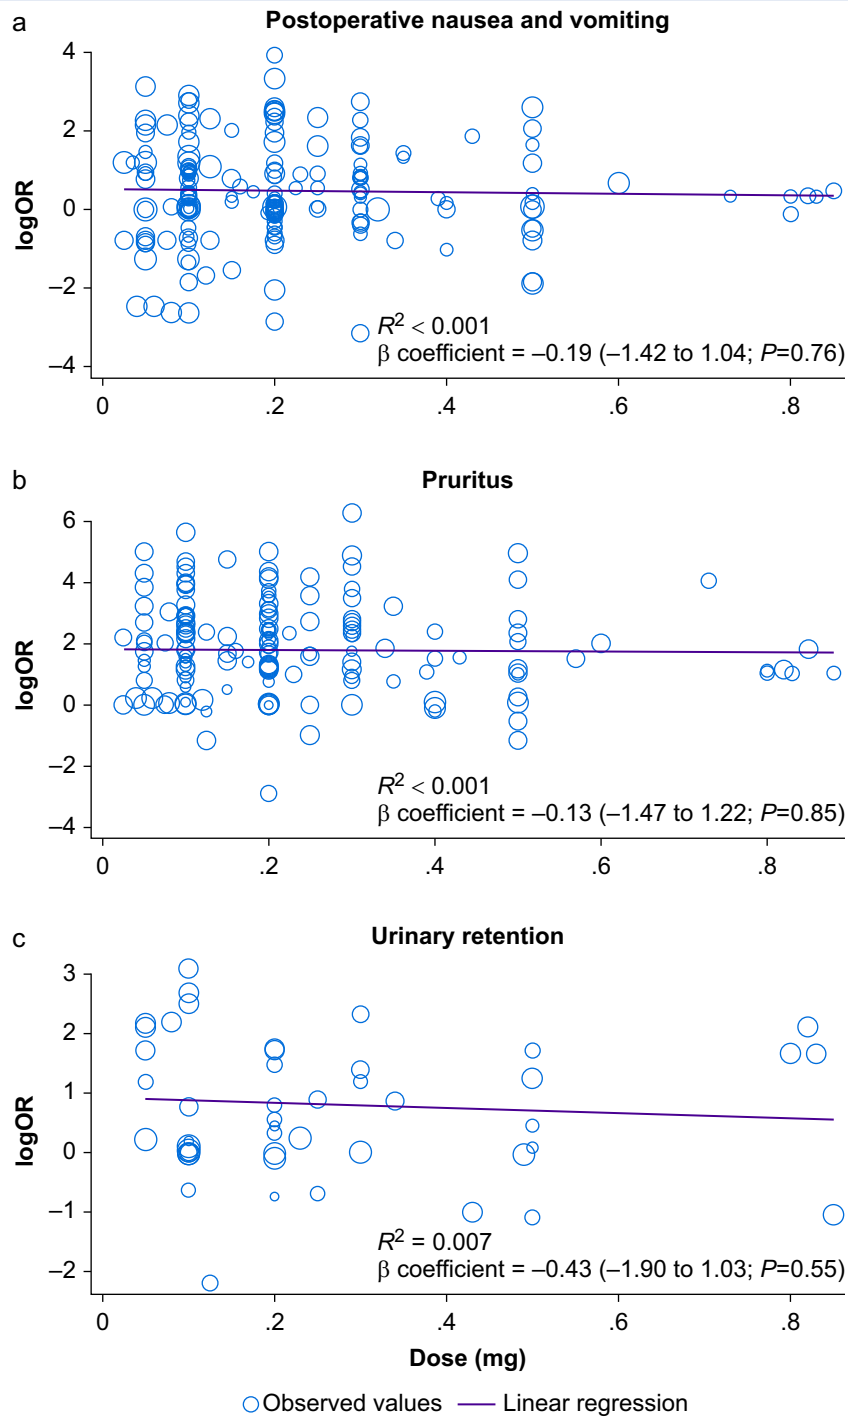 a
Postoperative nausea and vomiting
4
2
0
–2
–4
logOR
R2 < 0.001
β coefficient = –0.19 (–1.42 to 1.04; P=0.76)
0 .2 .4 .6 .8
b
Pruritus
6
4
2
0
–2
–4
logOR
R2 < 0.001
β coefficient = –0.13 (–1.47 to 1.22; P=0.85)
0 .2 .4 .6 .8
c
Urinary retention
3
2
1
0
–1
–2
logOR
R2 = 0.007
β coefficient = –0.43 (–1.90 to 1.03; P=0.55)
0 .2 .4 .6 .8
Dose (mg)
Observed values Linear regression